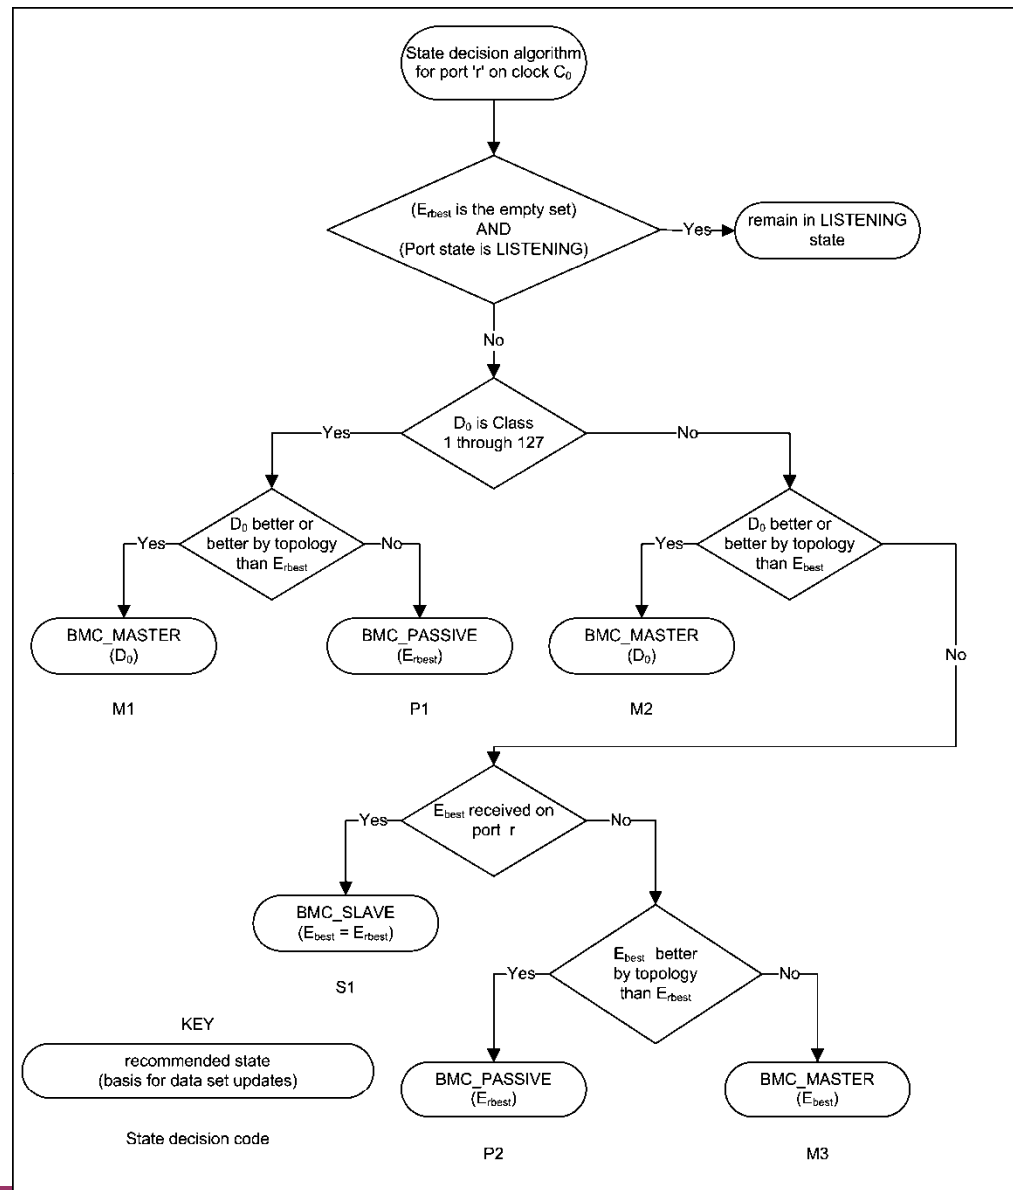 State decision algorithm
for port 'r' on clock C₀
(Erbest is the empty set)
AND
(Port state is LISTENING)
Yes
remain in LISTENING
state
No
D₀ is Class
1 through 127
Yes
No
D₀ better or
better by topology
than Erbest
Yes
No
D₀ better or
better by topology
than Ebest
Yes
No
BMC_MASTER
(D₀)
BMC_PASSIVE
(Erbest)
BMC_MASTER
(D₀)
M1
P1
M2
Ebest received on
port r
Yes
No
BMC_SLAVE
(Ebest = Erbest)
S1
Ebest better
by topology
than Erbest
Yes
No
KEY
recommended state
(basis for data set updates)
State decision code
BMC_PASSIVE
(Erbest)
BMC_MASTER
(Ebest)
P2
M3